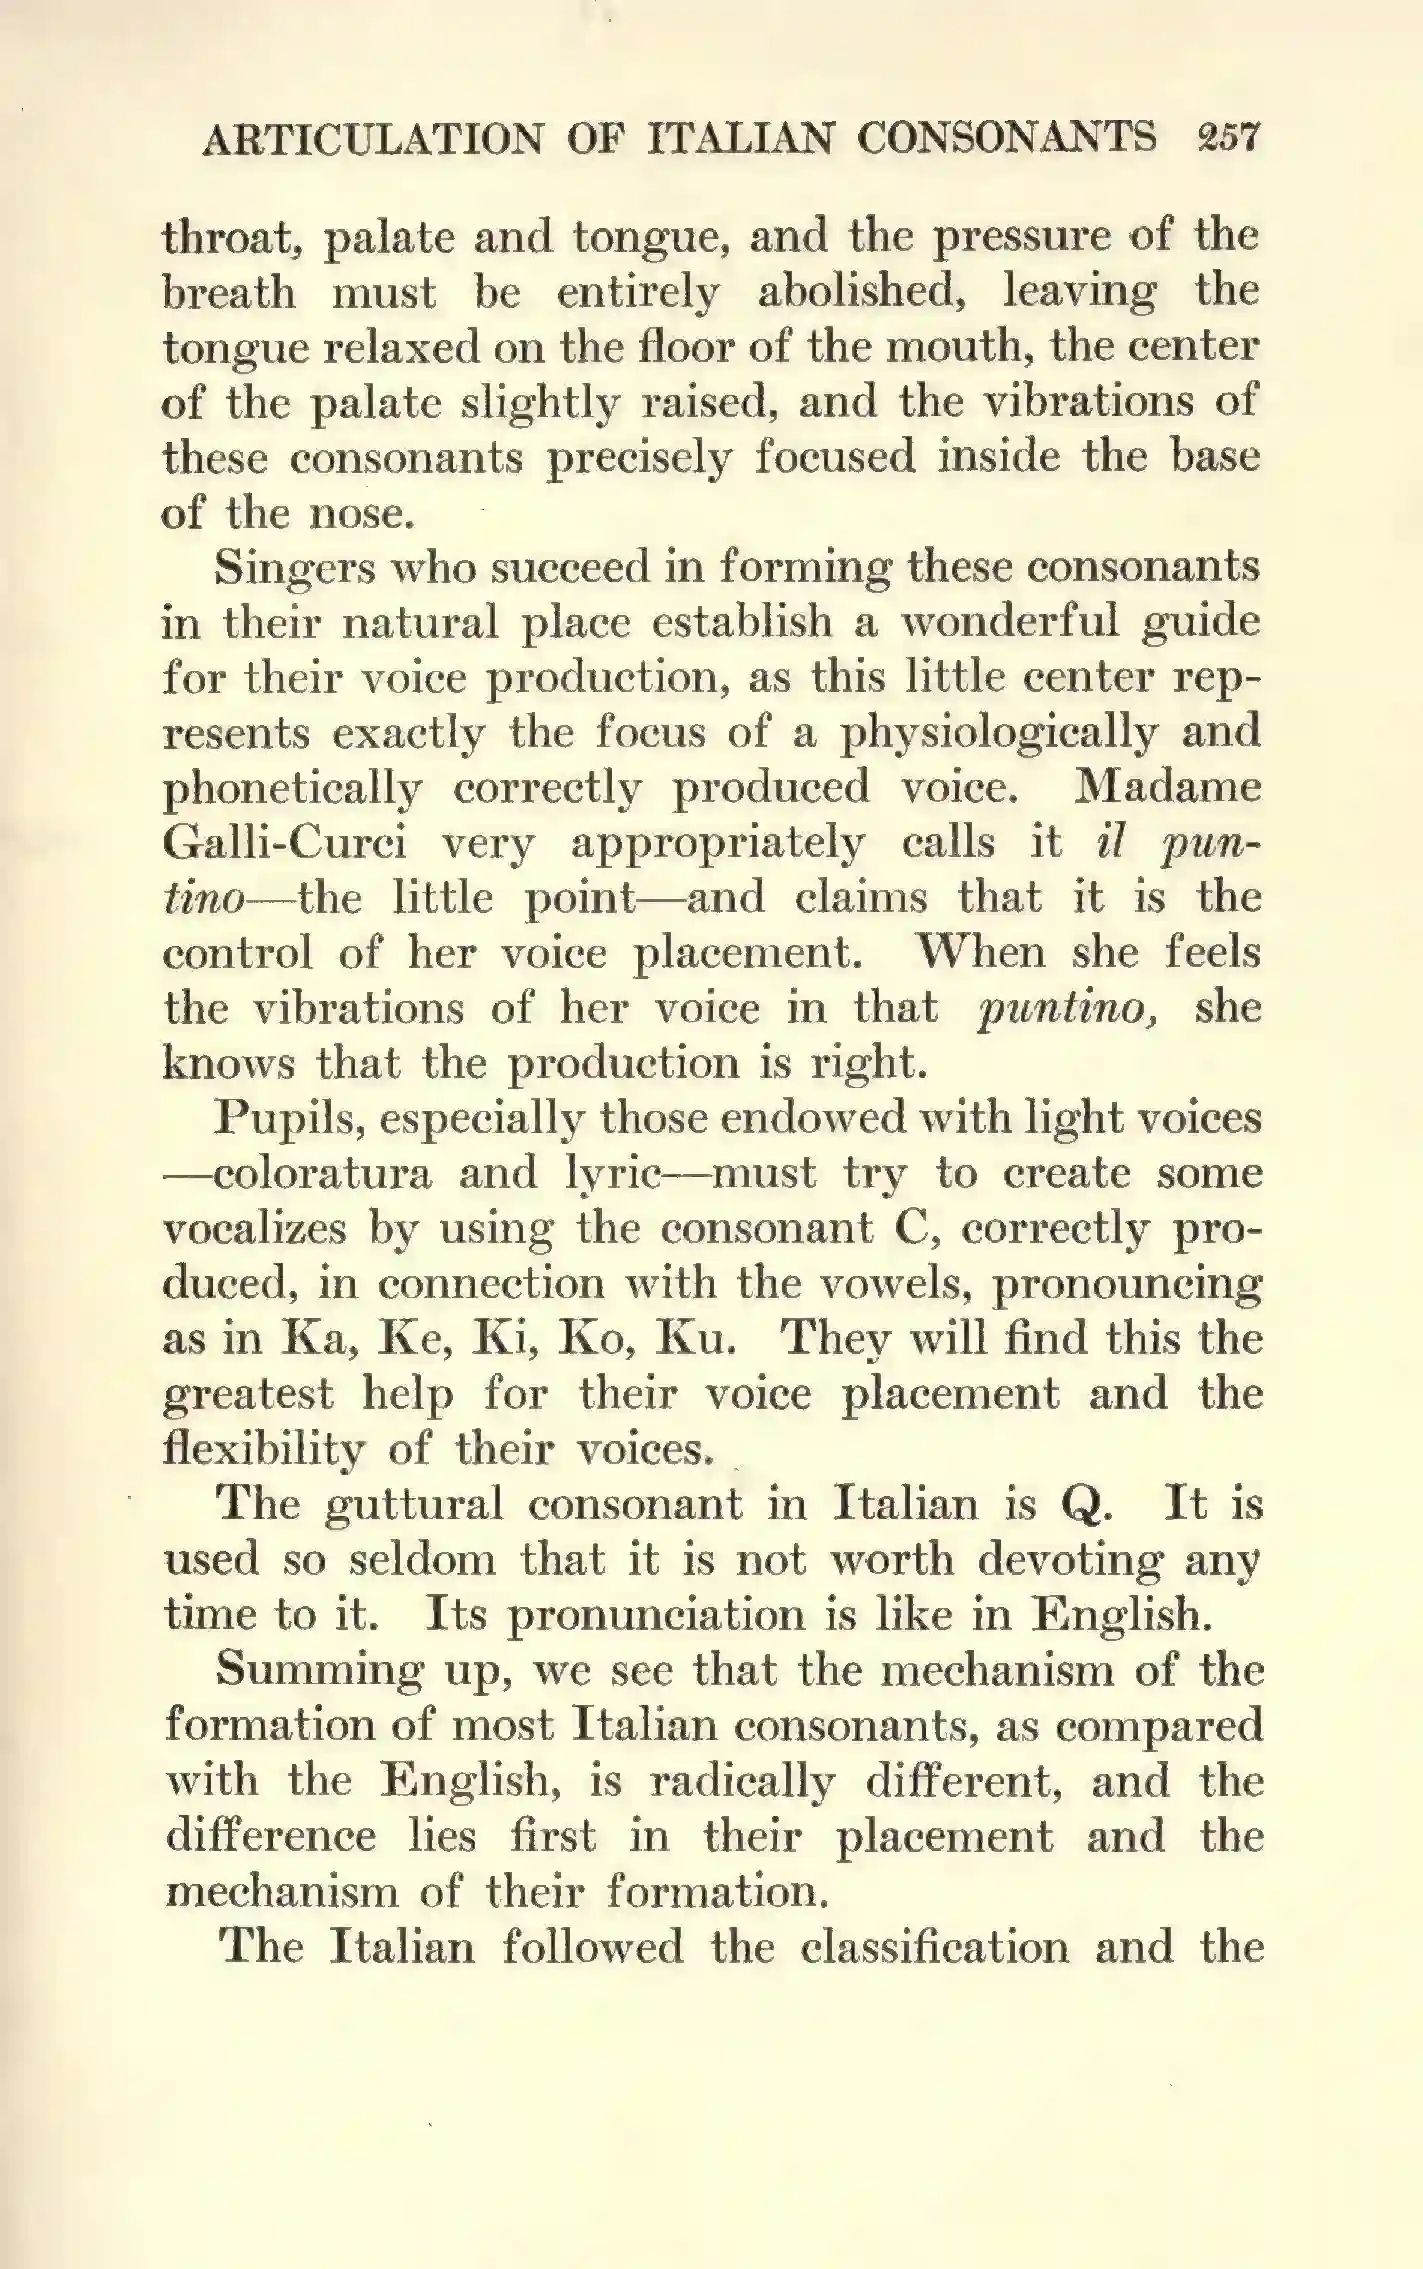 ARTICULATION OF ITALIAN CONSONANTS 257
throat, palate and tongue, and the pressure of the
breath must be entirely abolished, leaving the
tongue relaxed on the floor of the mouth, the center
of the palate slightly raised, and the vibrations of
these consonants precisely focused inside the base
of the nose.
Singers who succeed in forming these consonants
in their natural place establish a wonderful guide
for their voice production, as this little center rep-
resents exactly the focus of a physiologically and
phonetically correctly produced voice. Madame
Galli-Curci very appropriately calls it il pun-
tino—the little point—and claims that it is the
control of her voice placement. When she feels
the vibrations of her voice in that puntino, she
knows that the production is right.
Pupils, especially those endowed with light voices
—coloratura and lyric—must try to create some
vocalizes by using the consonant C, correctly pro-
duced, in connection with the vowels, pronouncing
as in Ka, Ke, Ki, Ko, Ku. They will find this the
greatest help for their voice placement and the
flexibility of their voices.
The guttural consonant in Italian is Q. It is
used so seldom that it is not worth devoting any
time to it. Its pronunciation is like in English.
Summing up, we see that the mechanism of the
formation of most Italian consonants, as compared
with the English, is radically different, and the
difference lies first in their placement and the
mechanism of their formation.
The Italian followed the classification and the